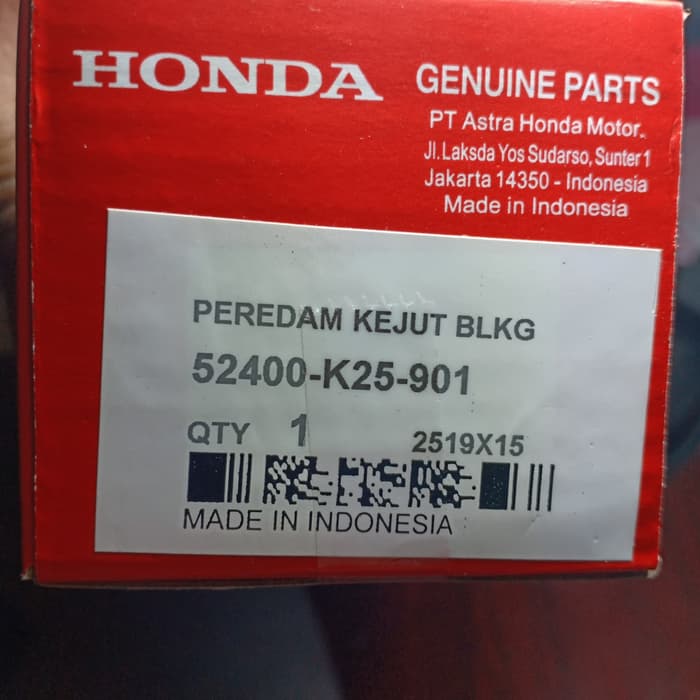 HONDA
GENUINE PARTS
PT Astra Honda Motor.
Jl.Laksda Yos Sudarso, Sunter 1
Jakarta 14350 - Indonesia
Made in Indonesia
PEREDAM KEJUT BLKG
52400-K25-901
QTY 1 2519X15
MADE IN INDONESIA